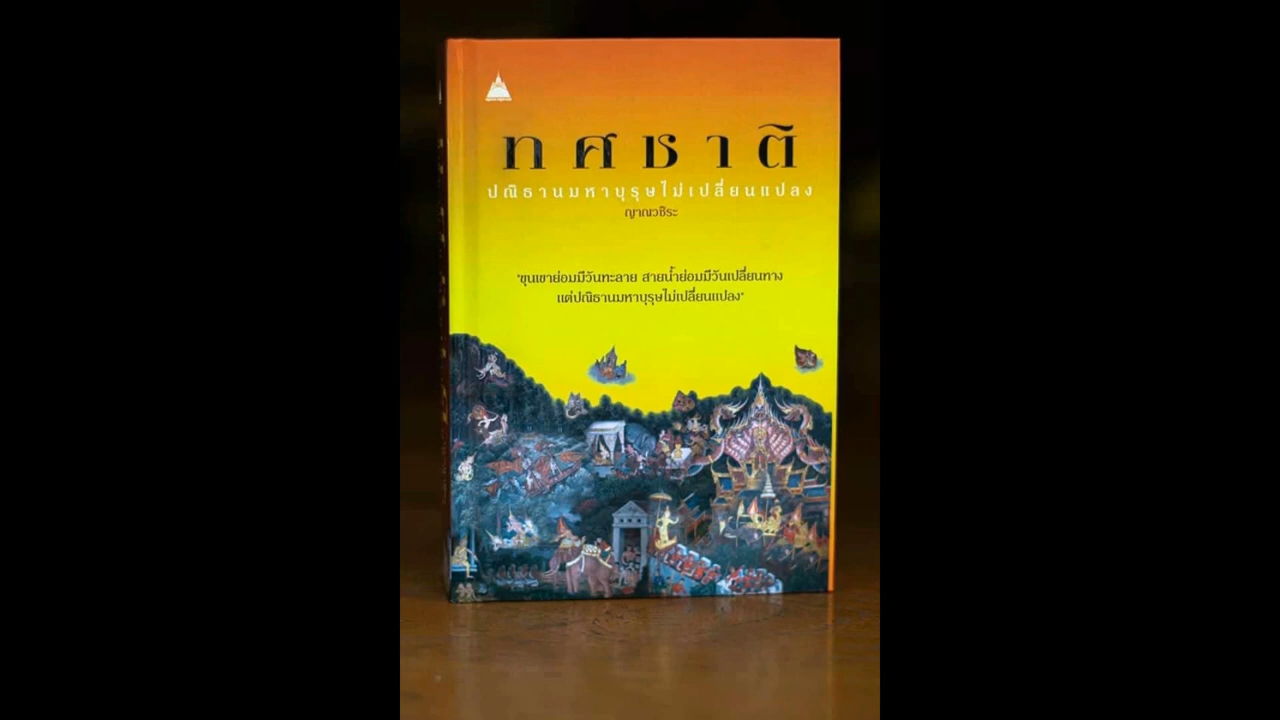 ทศชาติ
ปณิธานมหาบุรุษไม่เปลี่ยนแปลง
ญาณวชิระ
"ขุนเขาย่อมมีวันทะลาย สายน้ำย่อมมีวันเปลี่ยนทาง
แต่ปณิธานมหาบุรุษไม่เปลี่ยนแปลง"